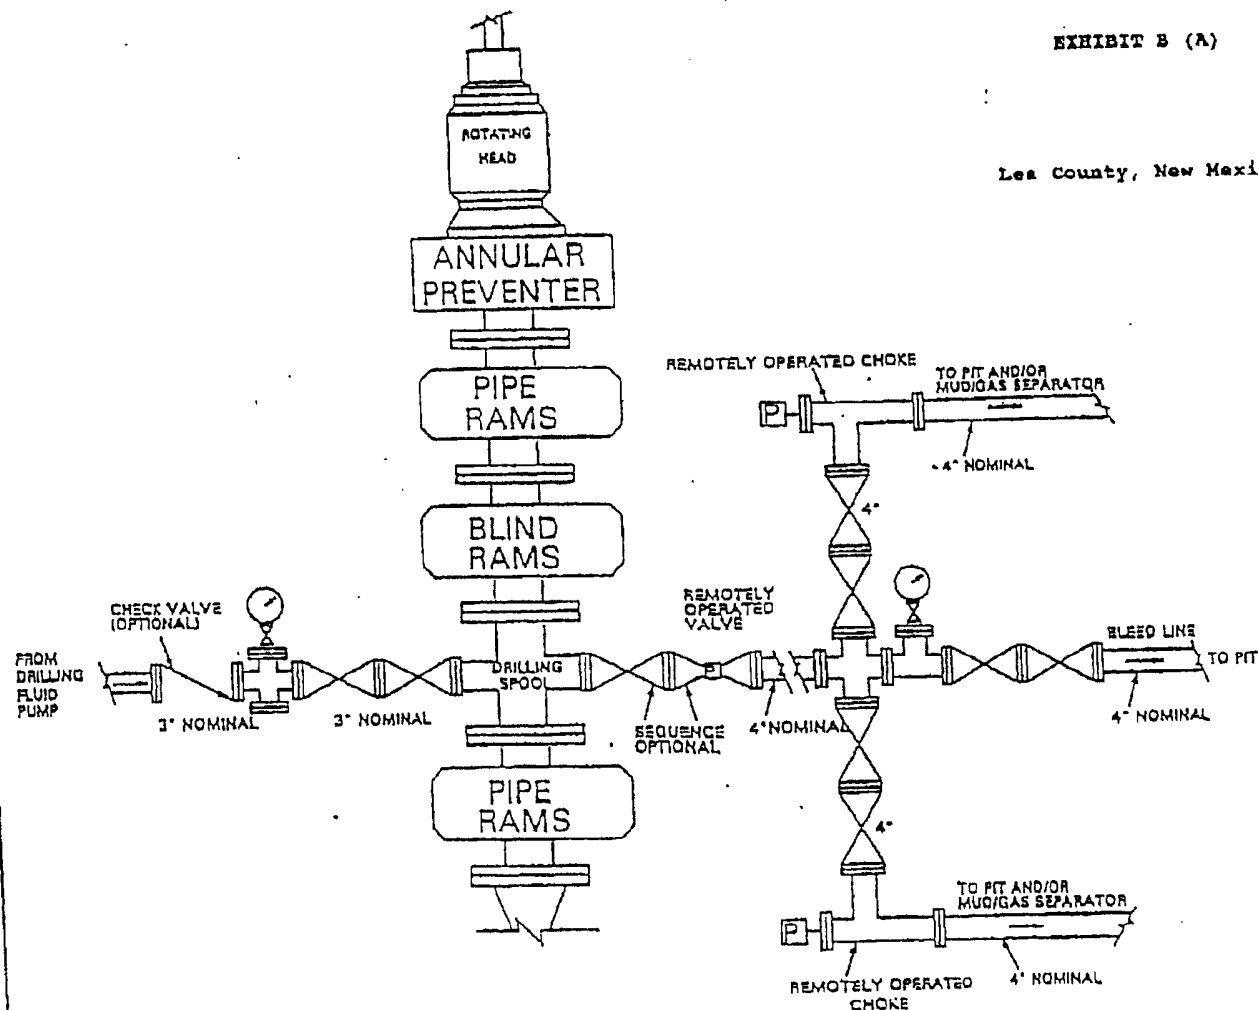 EXHIBIT B (A)
Lea County, New Mexi
ROTATING
HEAD
ANNULAR
PREVENTER
PIPE
RAMS
BLIND
RAMS
DRILLING
SPOOL
PIPE
RAMS
CHECK VALVE
(OPTIONAL)
FROM
DRILLING
FLUID
PUMP
3" NOMINAL
3" NOMINAL
REMOTELY
OPERATED
VALVE
SEQUENCE
OPTIONAL
4" NOMINAL
REMOTELY OPERATED CHOKE
P
TO PIT AND/OR
MUD/GAS SEPARATOR
4" NOMINAL
4"
BLEED LINE
TO PIT
4" NOMINAL
4"
TO PIT AND/OR
MUD/GAS SEPARATOR
P
REMOTELY OPERATED
CHOKE
4" NOMINAL